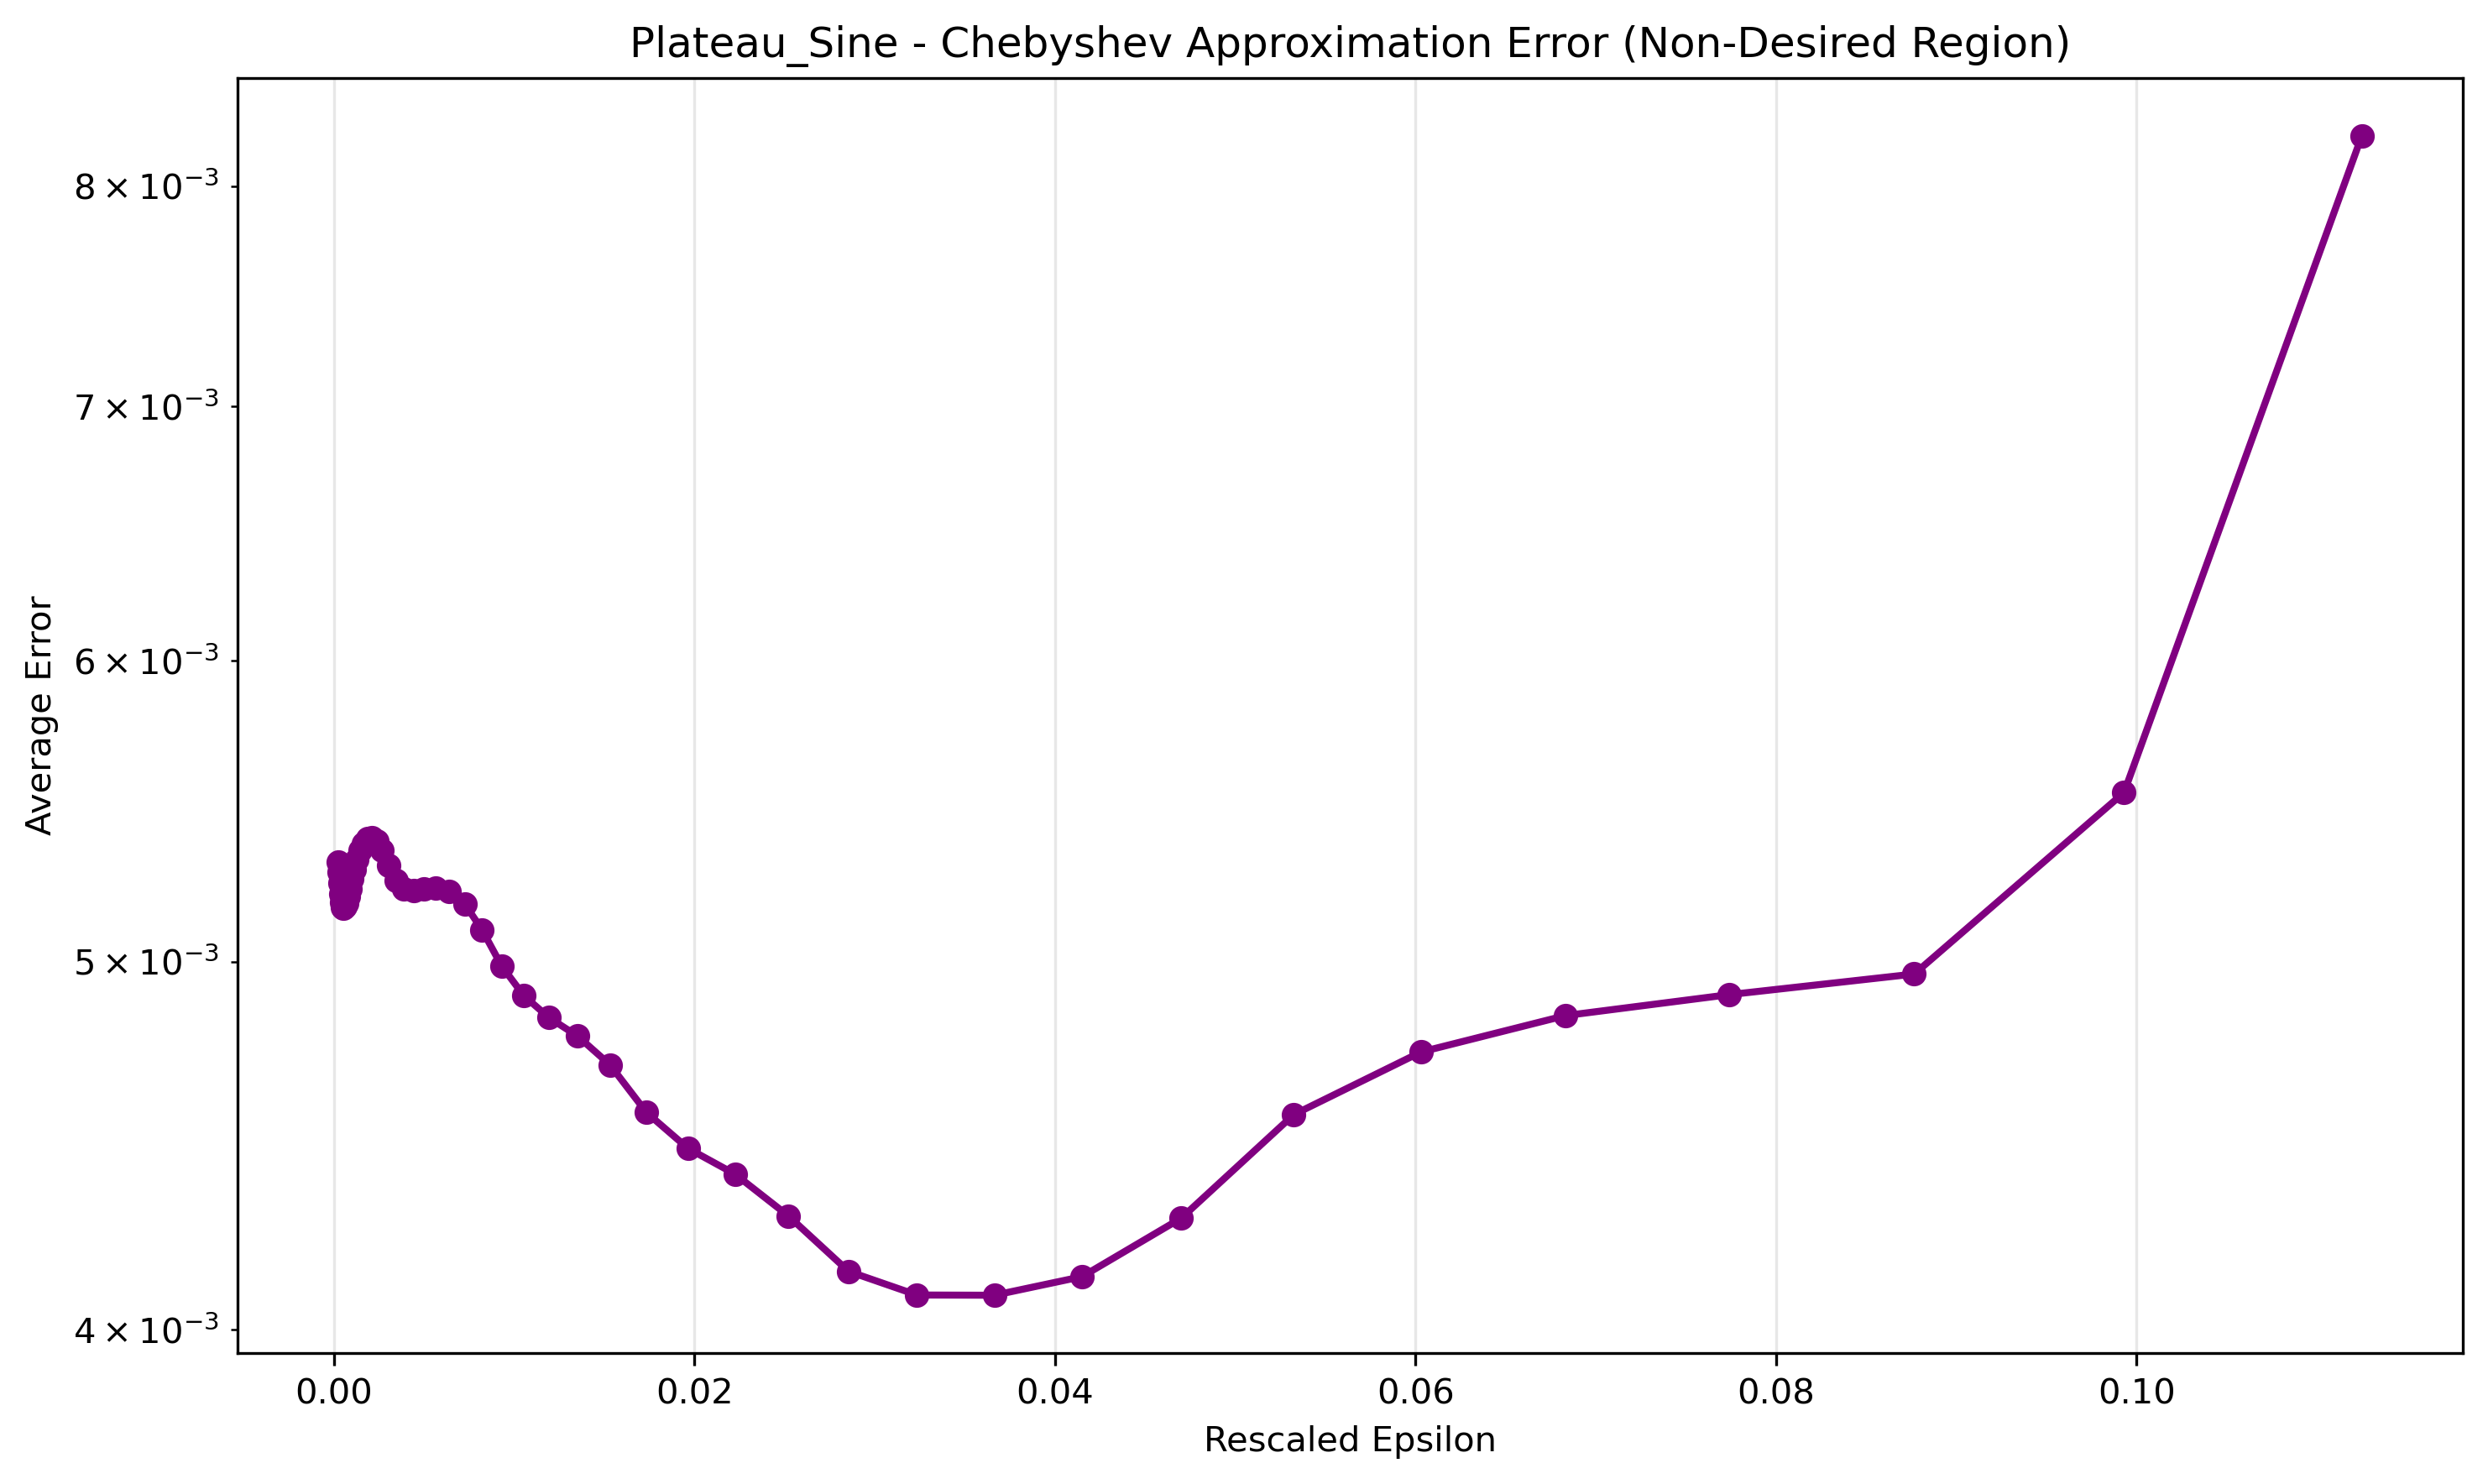 Plateau_Sine - Chebyshev Approximation Error (Non-Desired Region)
8 × 10⁻³
7 × 10⁻³
6 × 10⁻³
5 × 10⁻³
4 × 10⁻³
Average Error
0.00 0.02 0.04 0.06 0.08 0.10
Rescaled Epsilon